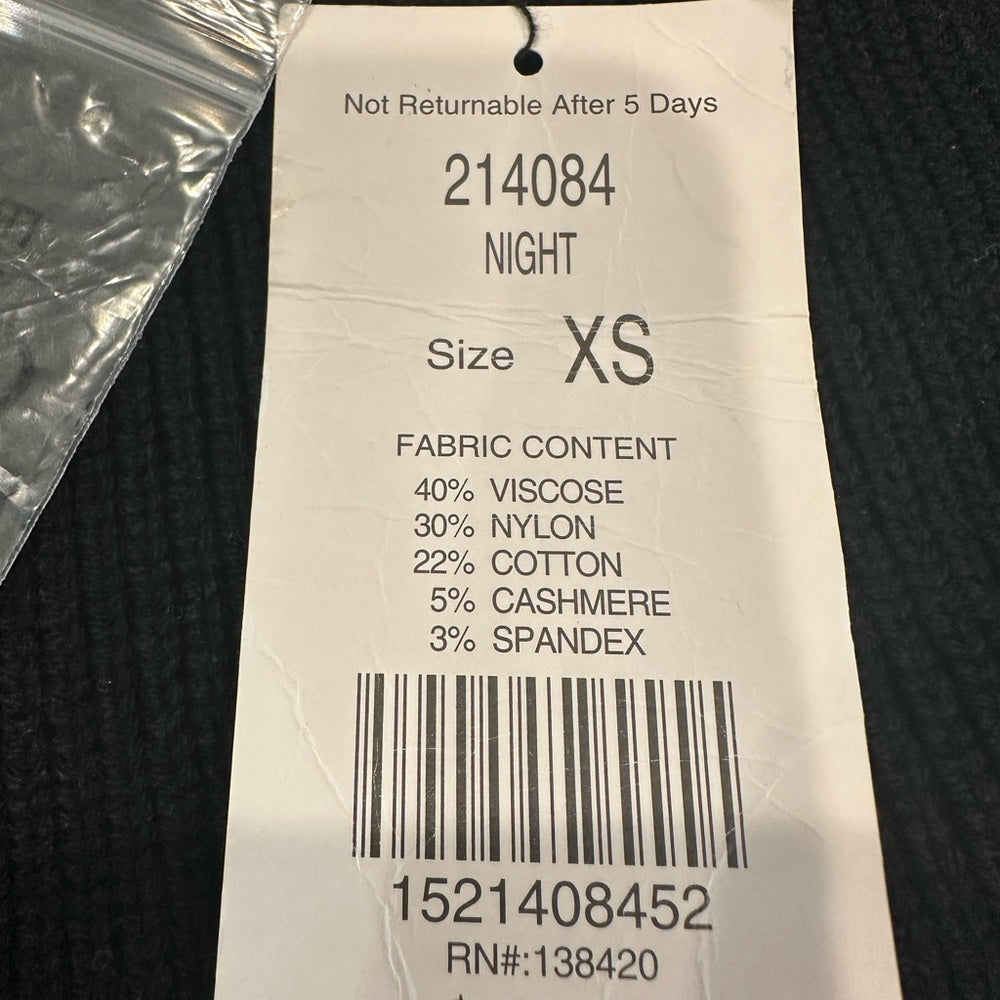 Not Returnable After 5 Days
214084
NIGHT
Size XS
FABRIC CONTENT
40% VISCOSE
30% NYLON
22% COTTON
5% CASHMERE
3% SPANDEX
1521408452
RN#:138420